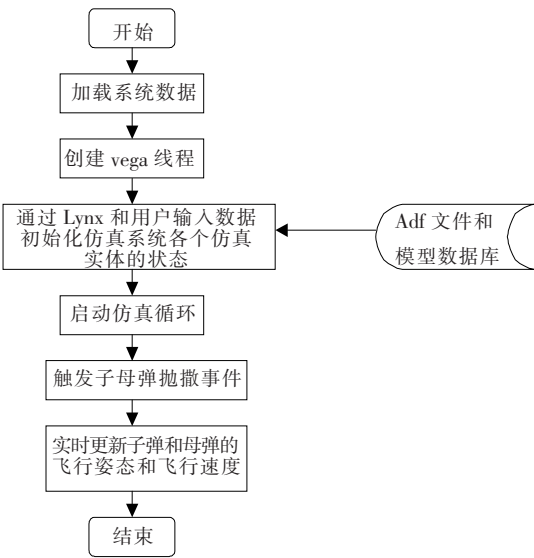 开始
加载系统数据
创建 vega 线程
通过 Lynx 和用户输入数据
初始化仿真系统各个仿真
实体的状态
Adf 文件和
模型数据库
启动仿真循环
触发子母弹抛撒事件
实时更新子弹和母弹的
飞行姿态和飞行速度
结束